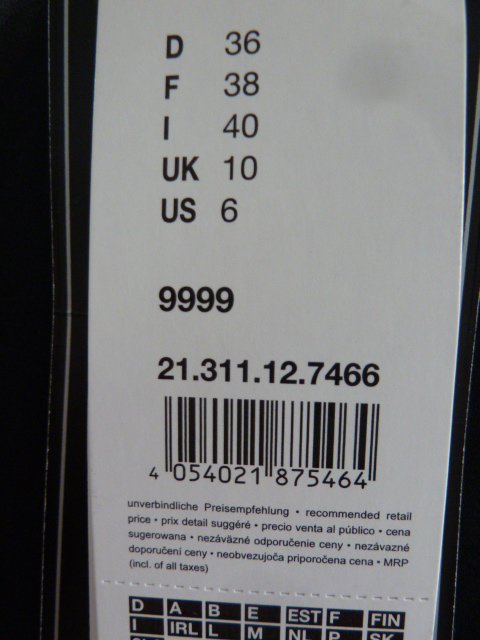 D 36
F 38
I 40
UK 10
US 6
9999
21.311.12.7466
4 054021 875464
unverbindliche Preisempfehlung • recommended retail
price • prix detail suggéré • precio venta al público • cena
sugerowana • nezáväzné odporučenie ceny • nezávazné
doporučení ceny • neobvezujoča priporočena cena • MRP
(incl. of all taxes)
D A B E EST F FIN
I IRL L M NL P SK